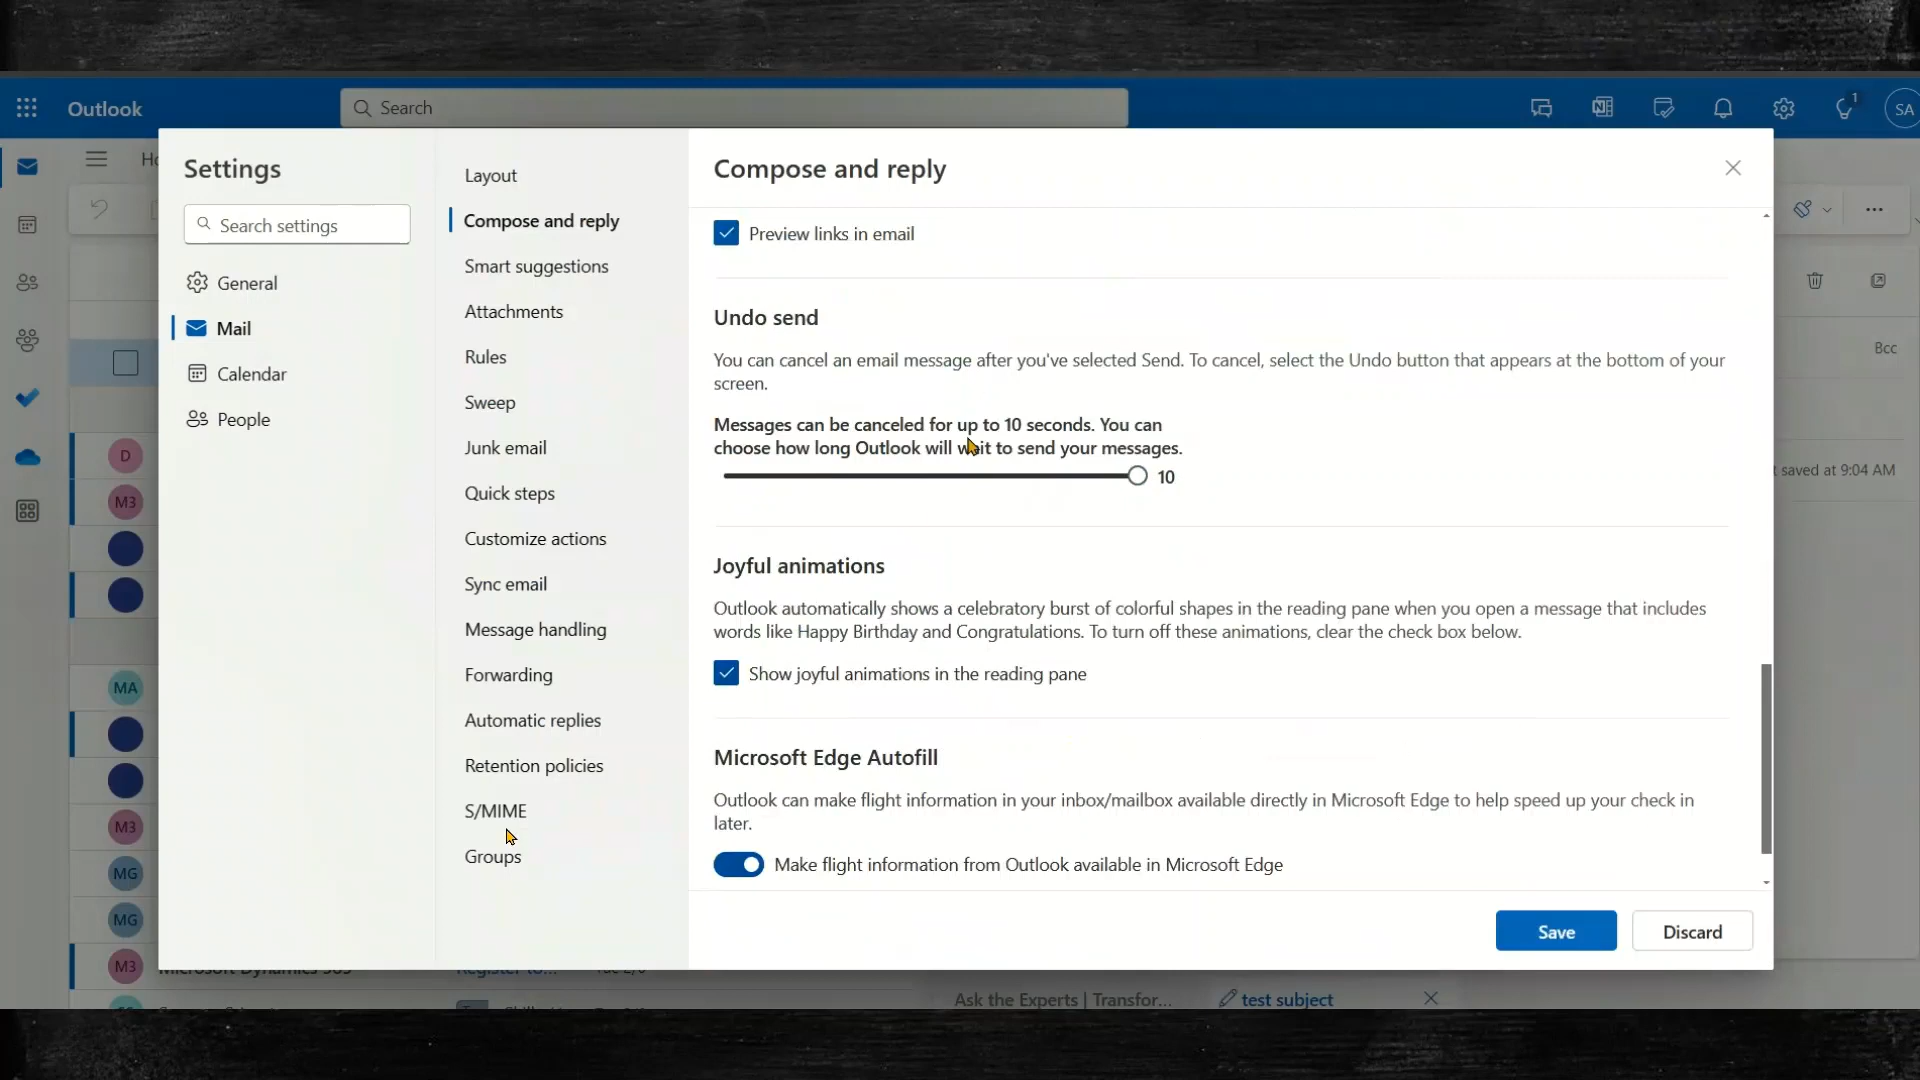 Outlook
Search
1
SA
Settings
Search settings
General
Mail
Calendar
People
Layout
Compose and reply
Smart suggestions
Attachments
Rules
Sweep
Junk email
Quick steps
Customize actions
Sync email
Message handling
Forwarding
Automatic replies
Retention policies
S/MIME
Groups
Compose and reply
Preview links in email
Undo send
You can cancel an email message after you've selected Send. To cancel, select the Undo button that appears at the bottom of your
screen.
Messages can be canceled for up to 10 seconds. You can
choose how long Outlook will wait to send your messages.
10
Joyful animations
Outlook automatically shows a celebratory burst of colorful shapes in the reading pane when you open a message that includes
words like Happy Birthday and Congratulations. To turn off these animations, clear the check box below.
Show joyful animations in the reading pane
Microsoft Edge Autofill
Outlook can make flight information in your inbox/mailbox available directly in Microsoft Edge to help speed up your check in
later.
Make flight information from Outlook available in Microsoft Edge
Save
Discard
Bcc
saved at 9:04 AM
D
M3
MA
M3
MG
MG
M3
Microsoft Dynamics 365
Register to...
Ask the Experts | Transfor...
test subject